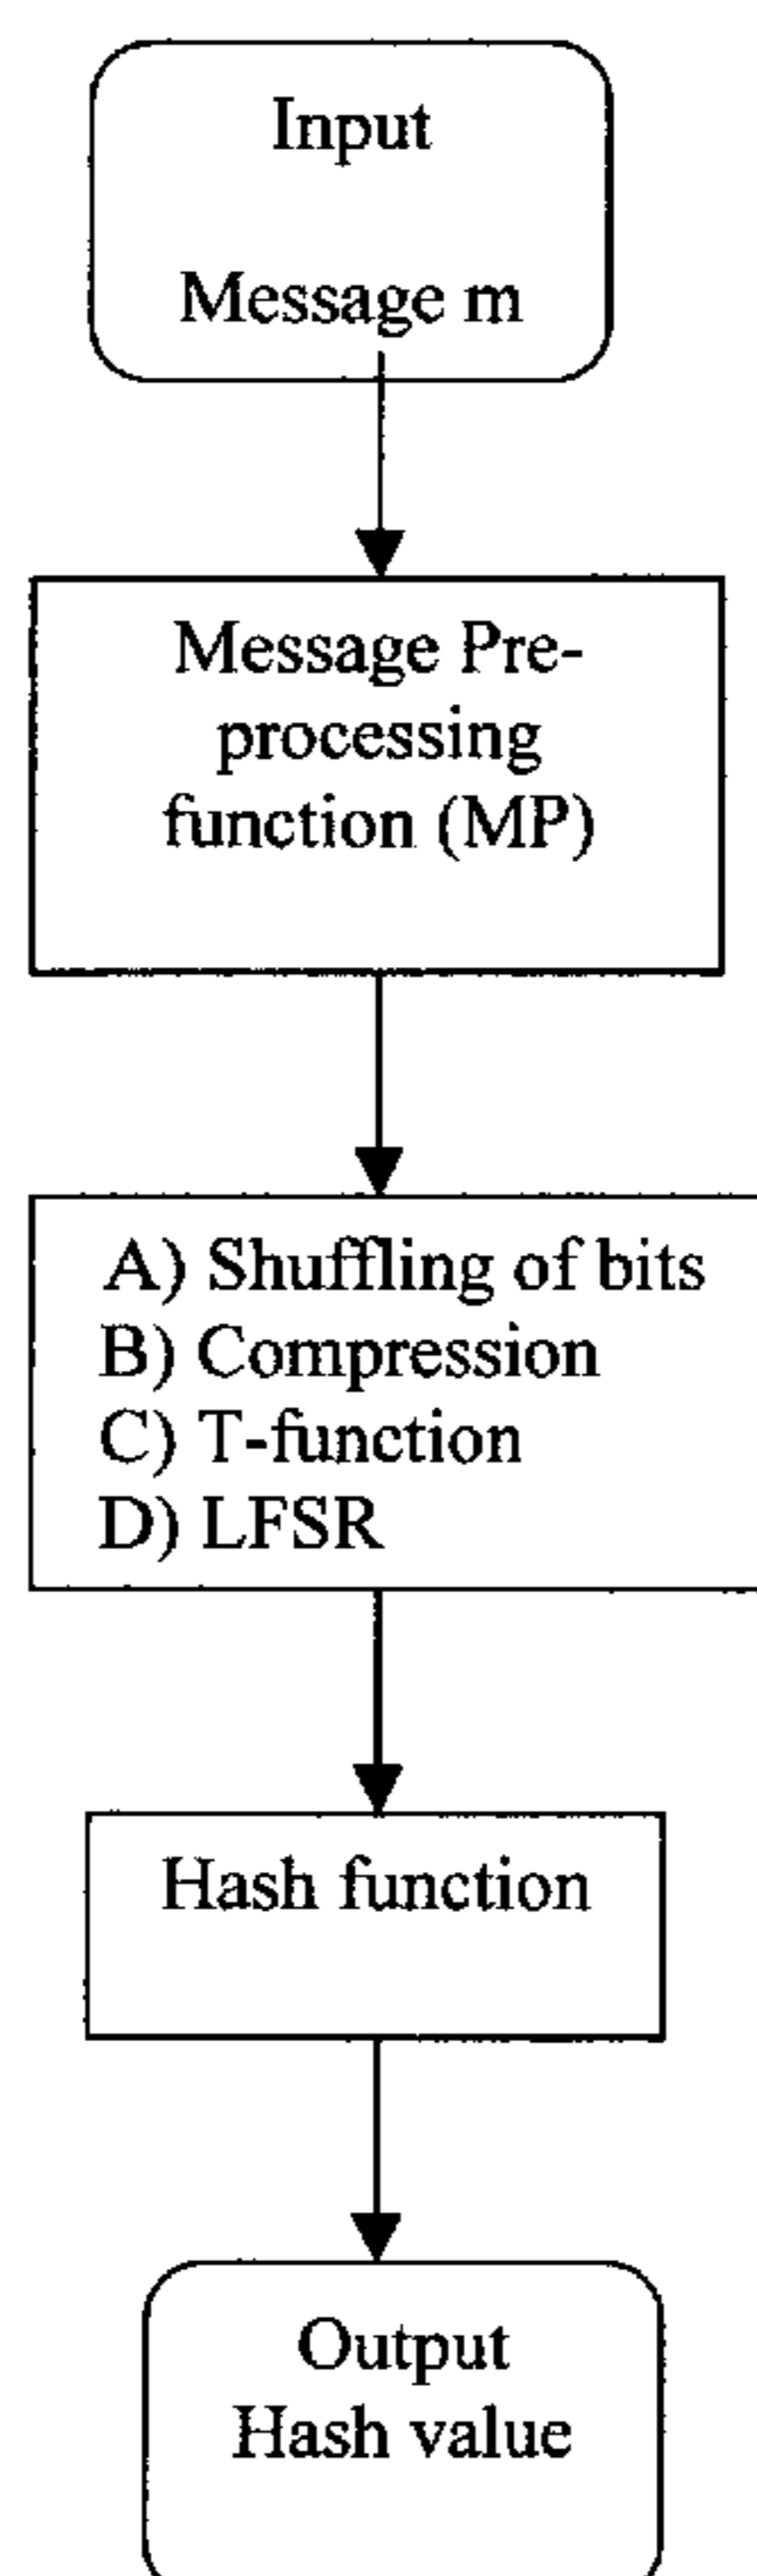 Input
Message m
Message Pre-
processing
function (MP)
A) Shuffling of bits
B) Compression
C) T-function
D) LFSR
Hash function
Output
Hash value